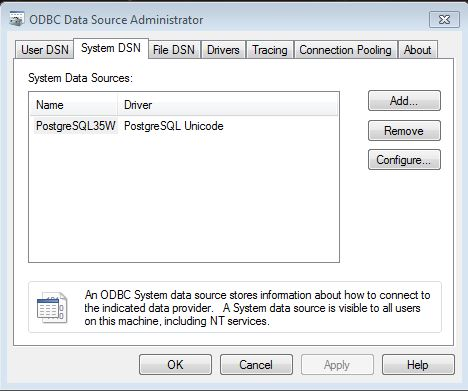 ODBC Data Source Administrator
User DSN System DSN File DSN Drivers Tracing Connection Pooling About
System Data Sources:
Name Driver
PostgreSQL35W PostgreSQL Unicode
Add...
Remove
Configure...
An ODBC System data source stores information about how to connect to
the indicated data provider. A System data source is visible to all users
on this machine, including NT services.
OK Cancel Apply Help